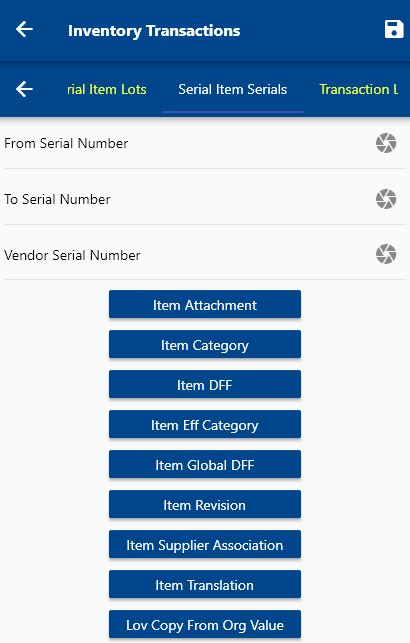 Inventory Transactions
rial Item Lots Serial Item Serials Transaction L
From Serial Number
To Serial Number
Vendor Serial Number
Item Attachment
Item Category
Item DFF
Item Eff Category
Item Global DFF
Item Revision
Item Supplier Association
Item Translation
Lov Copy From Org Value